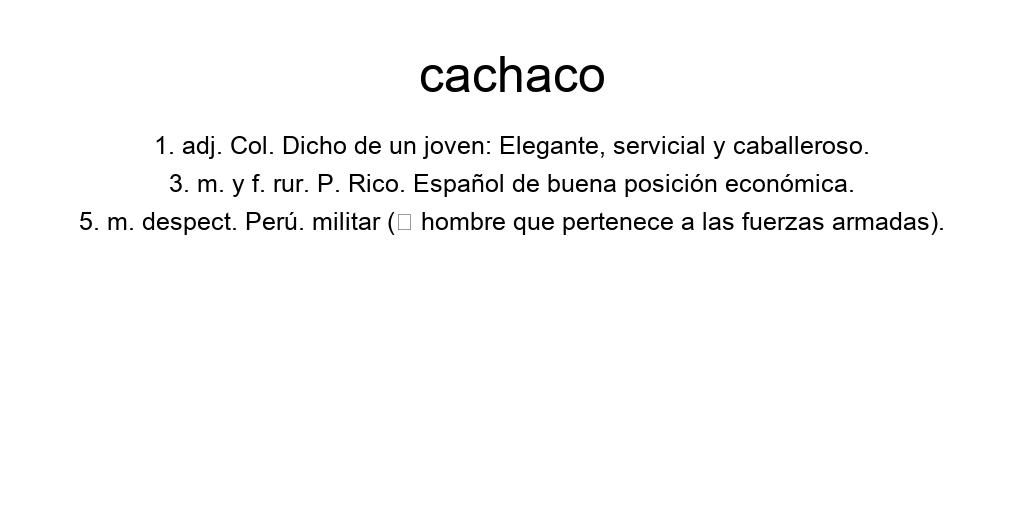 cachaco
1. adj. Col. Dicho de un joven: Elegante, servicial y caballeroso.
3. m. y f. rur. P. Rico. Español de buena posición económica.
5. m. despect. Perú. militar (▯ hombre que pertenece a las fuerzas armadas).